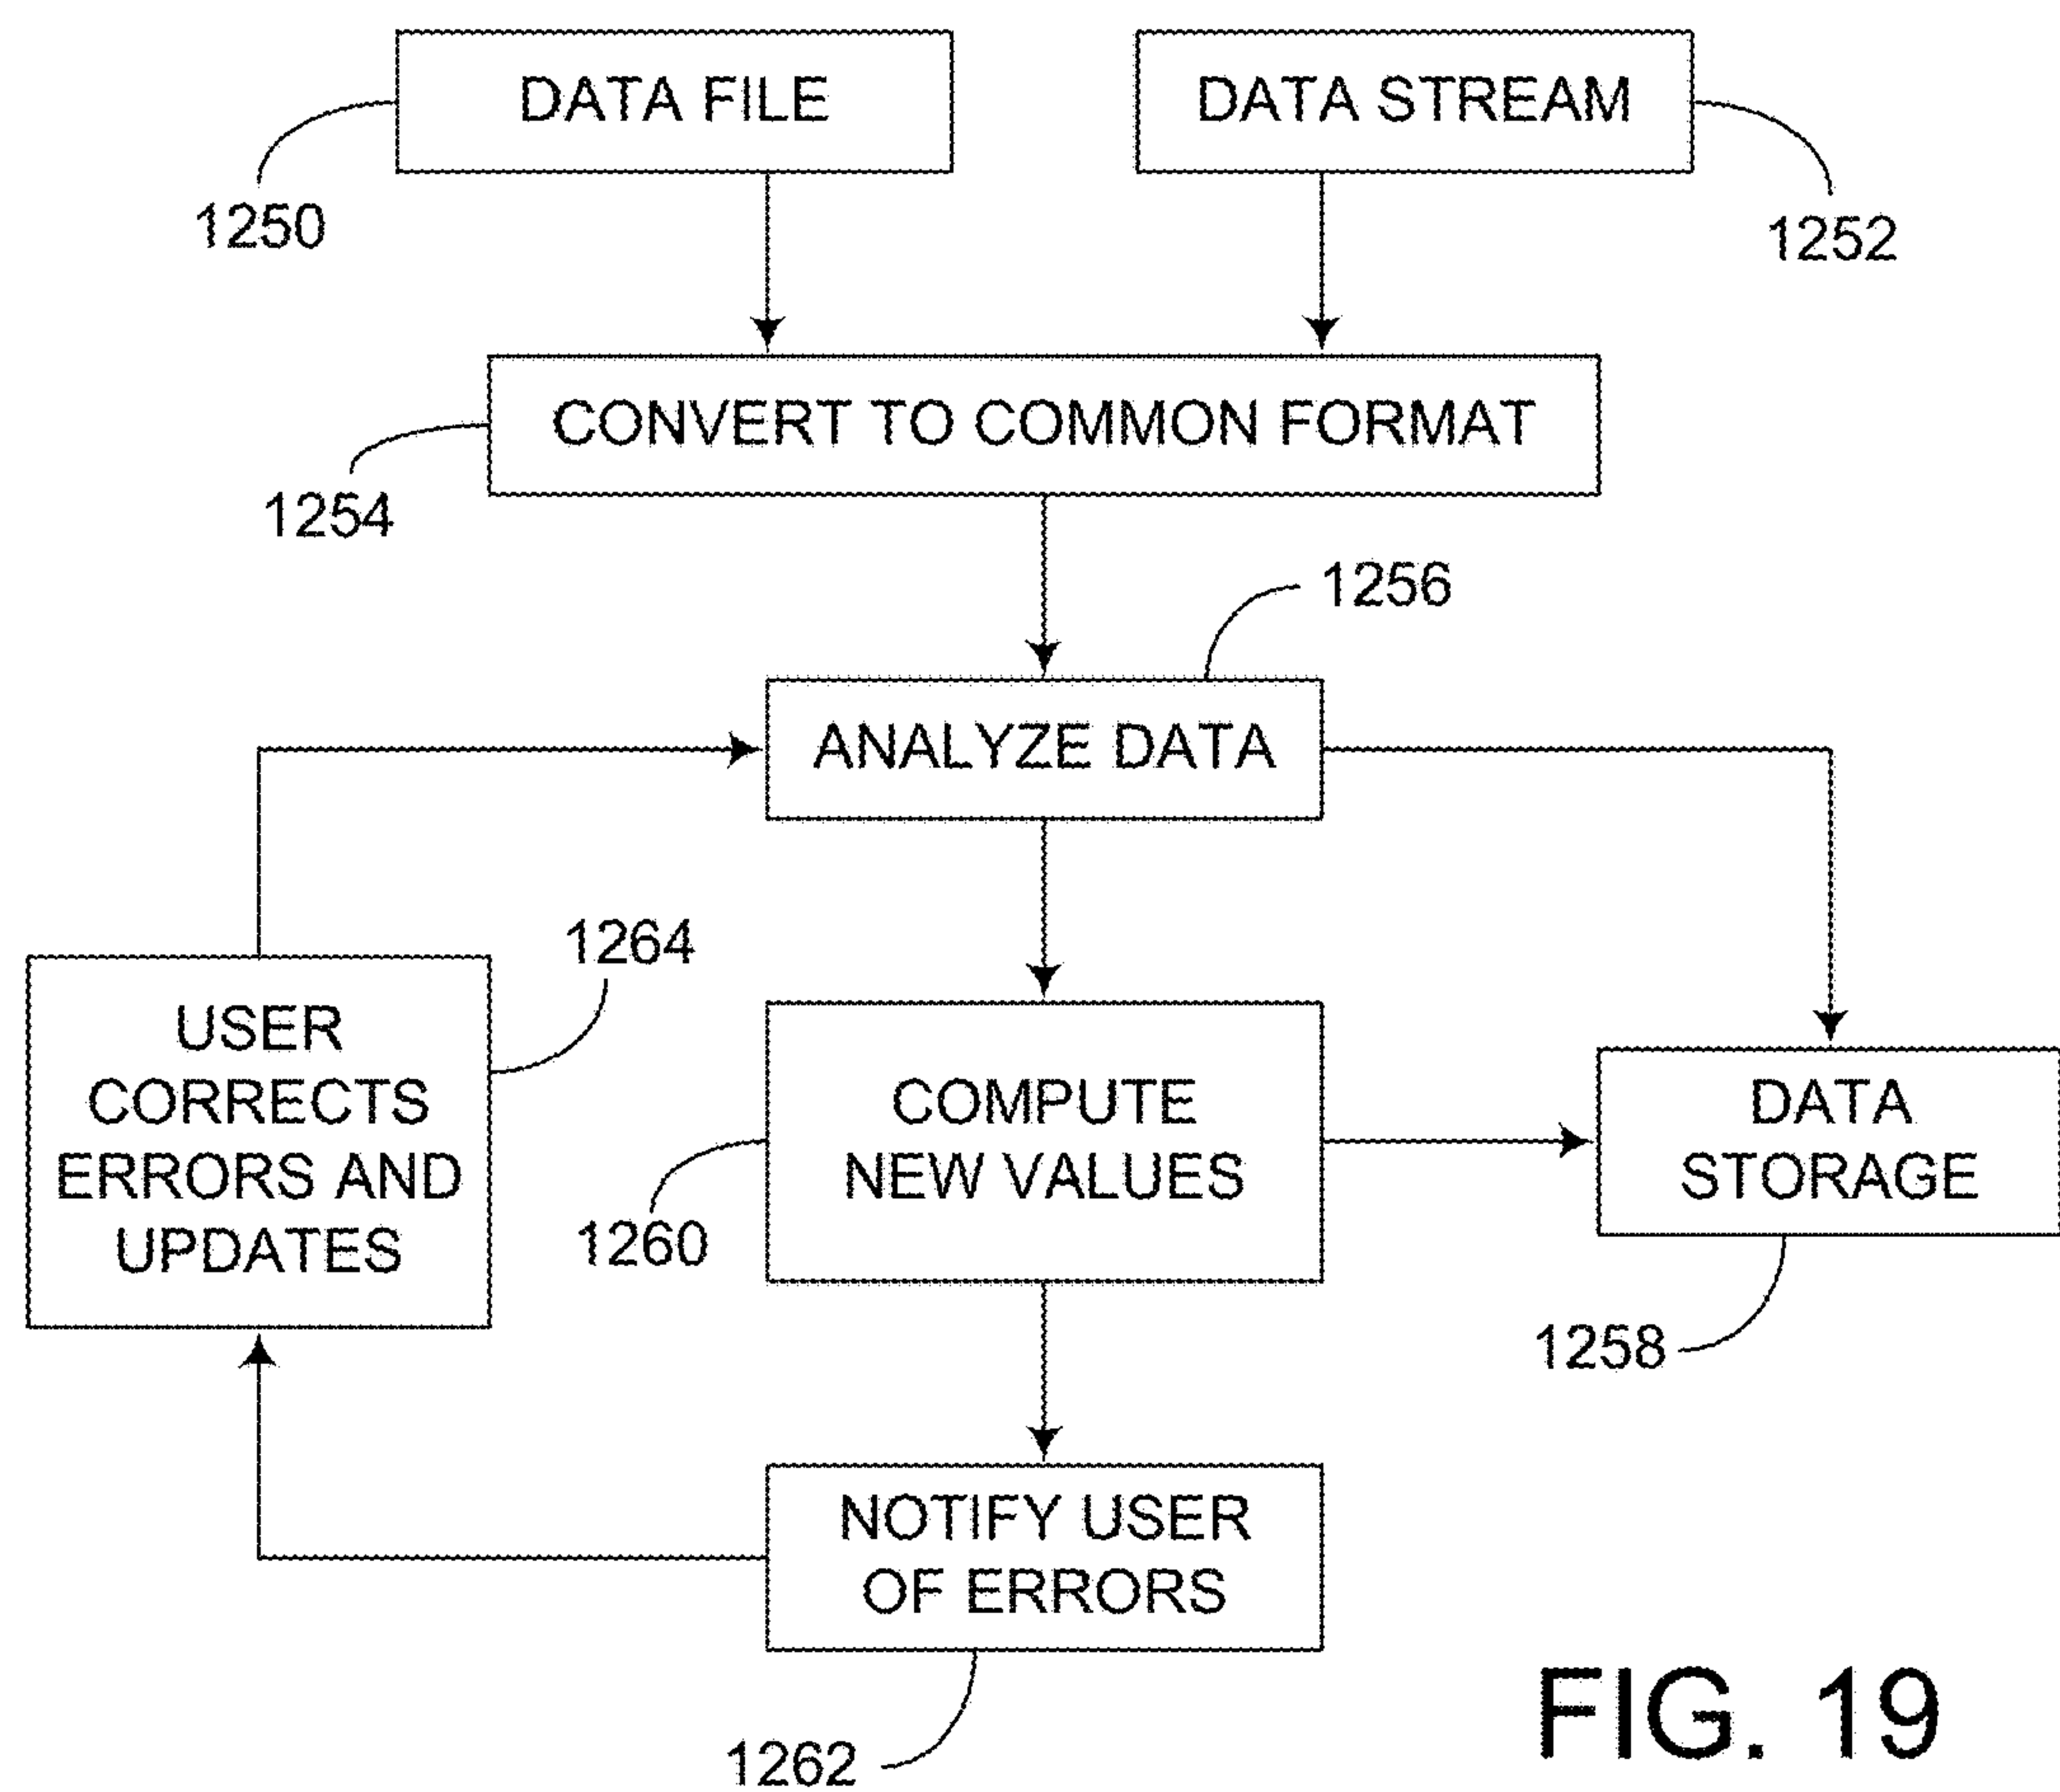 DATA FILE
DATA STREAM
1250
1252
CONVERT TO COMMON FORMAT
1254
1256
ANALYZE DATA
1264
USER
CORRECTS
ERRORS AND
UPDATES
COMPUTE
NEW VALUES
1260
DATA
STORAGE
1258
NOTIFY USER
OF ERRORS
1262
FIG. 19